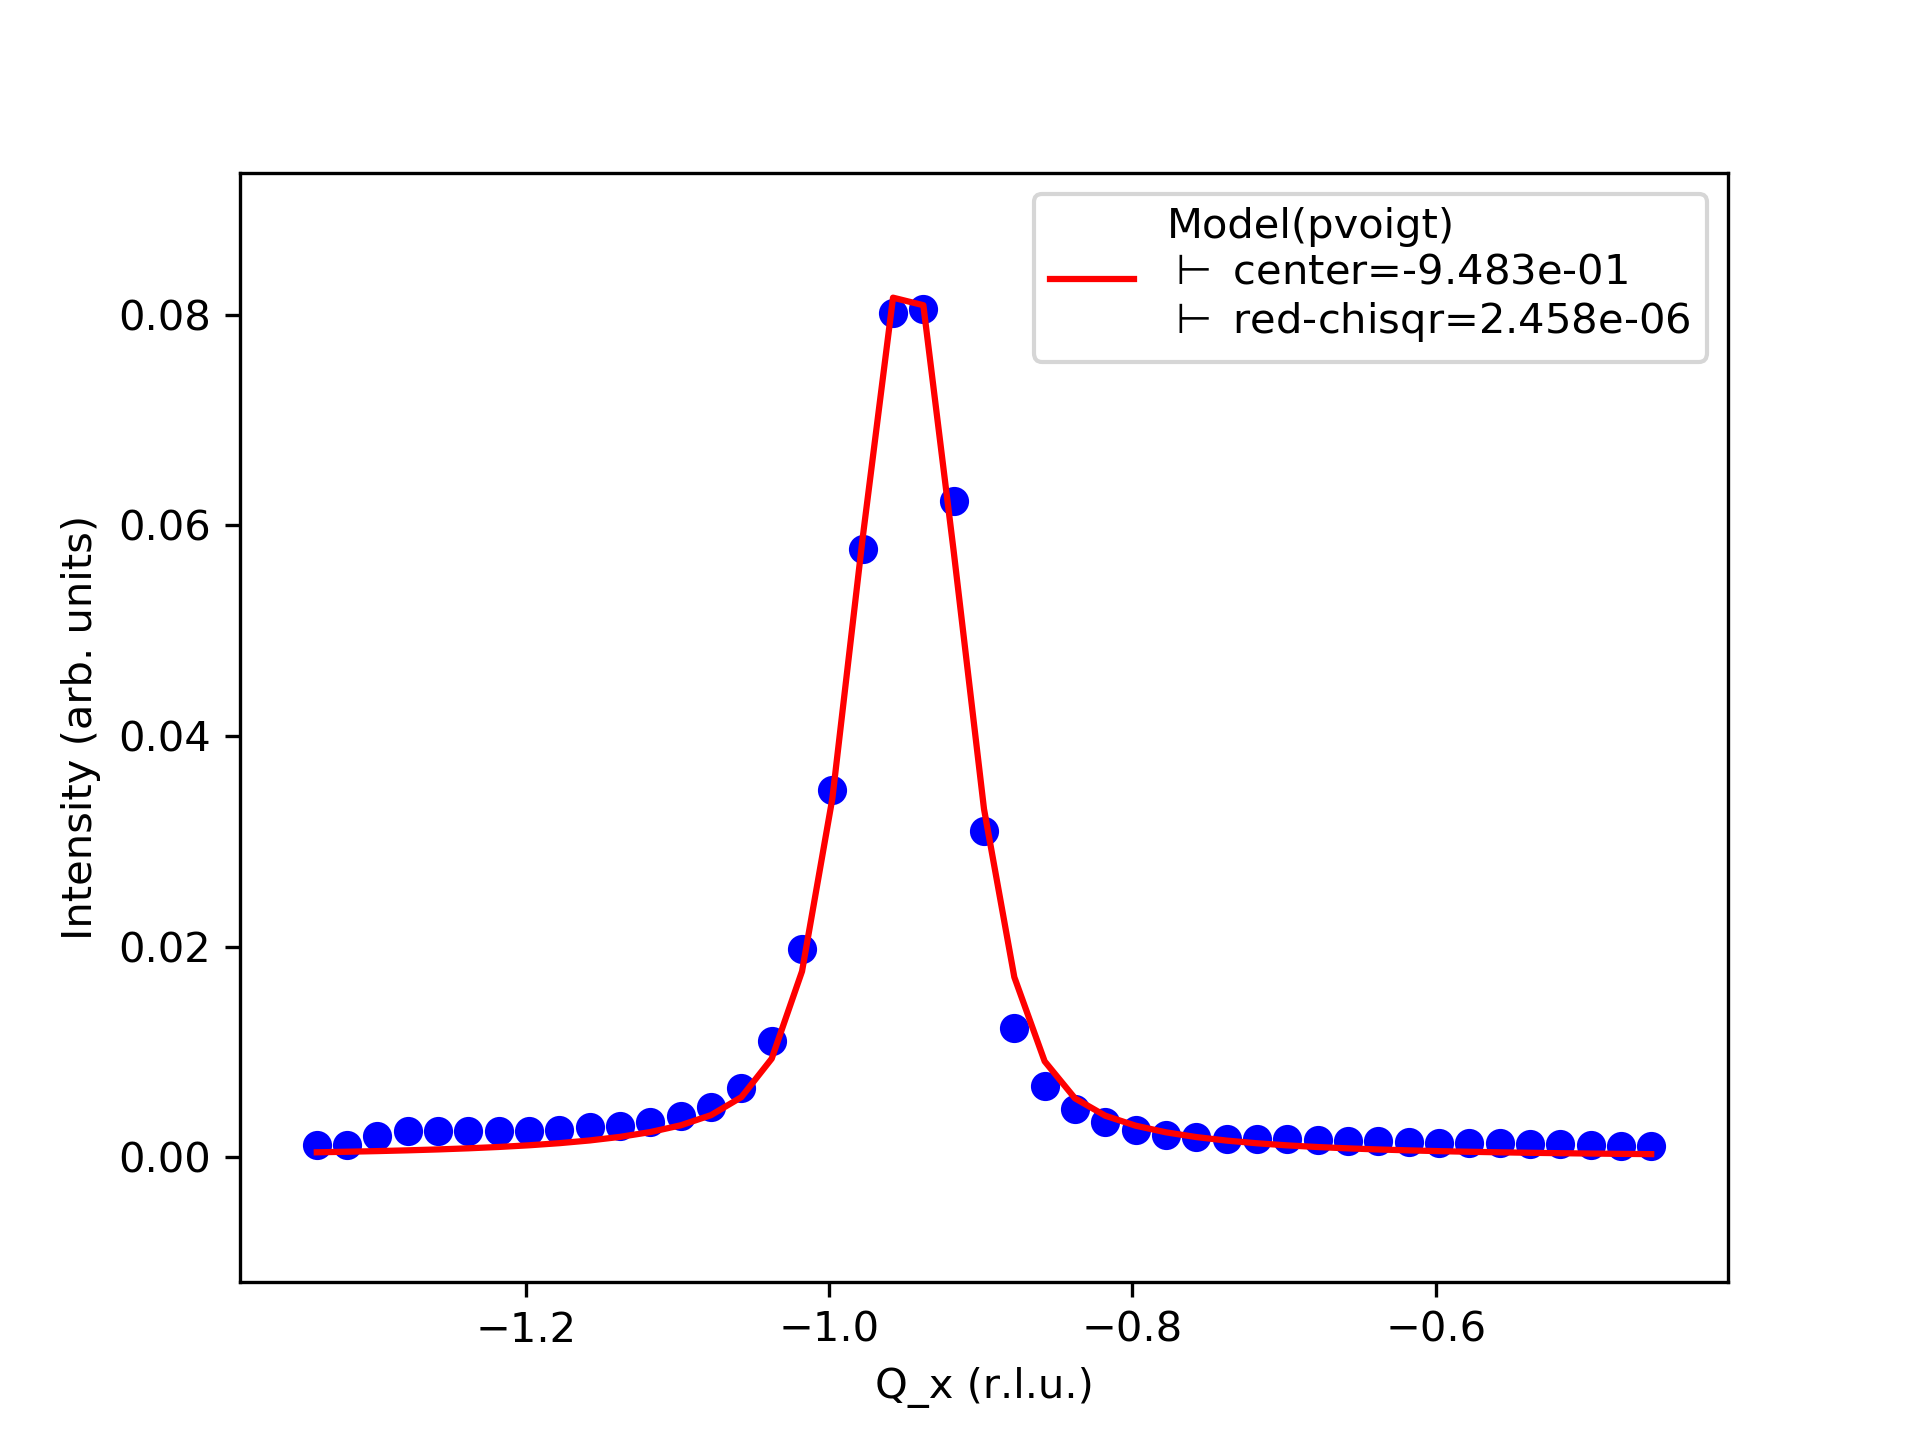 Model(pvoigt)
⊢ center=-9.483e-01
⊢ red-chisqr=2.458e-06
0.08
0.06
0.04
0.02
0.00
Intensity (arb. units)
−1.2 −1.0 −0.8 −0.6
Q_x (r.l.u.)